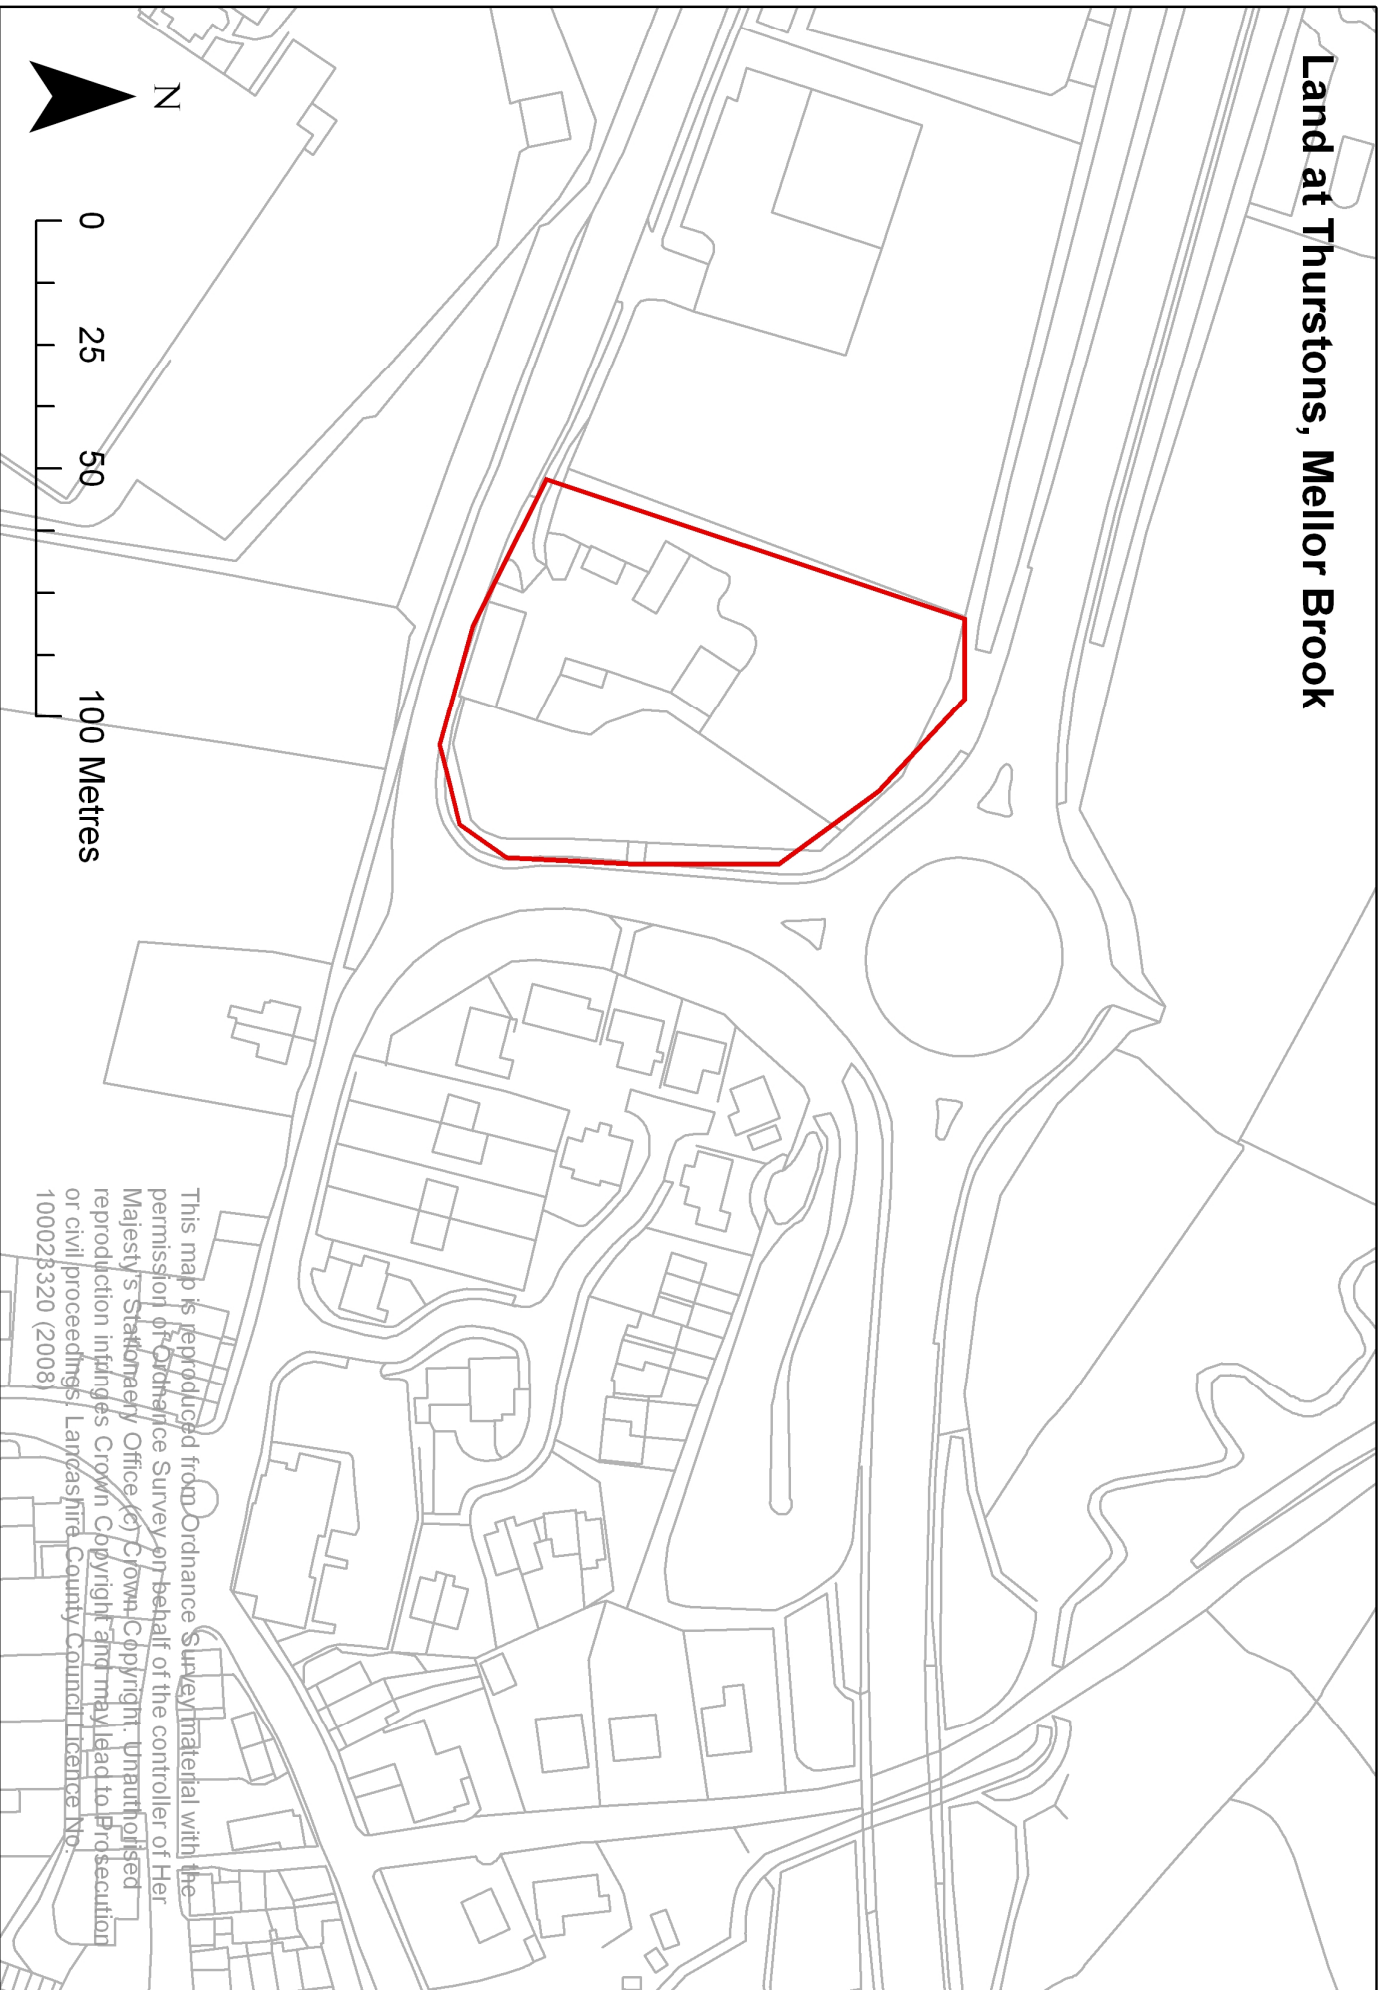 Land at Thurstons, Mellor Brook
N
0 25 50 100 Metres
This map is reproduced from Ordnance Survey material with the
permission of Ordnance Survey on behalf of the controller of Her
Majesty's Stationaery Office (c) Crown Copyright. Unauthorised
reproduction infringes Crown Copyright and may lead to Prosecution
or civil proceedings. Lancashire County Council Licence No.
100023320 (2008)